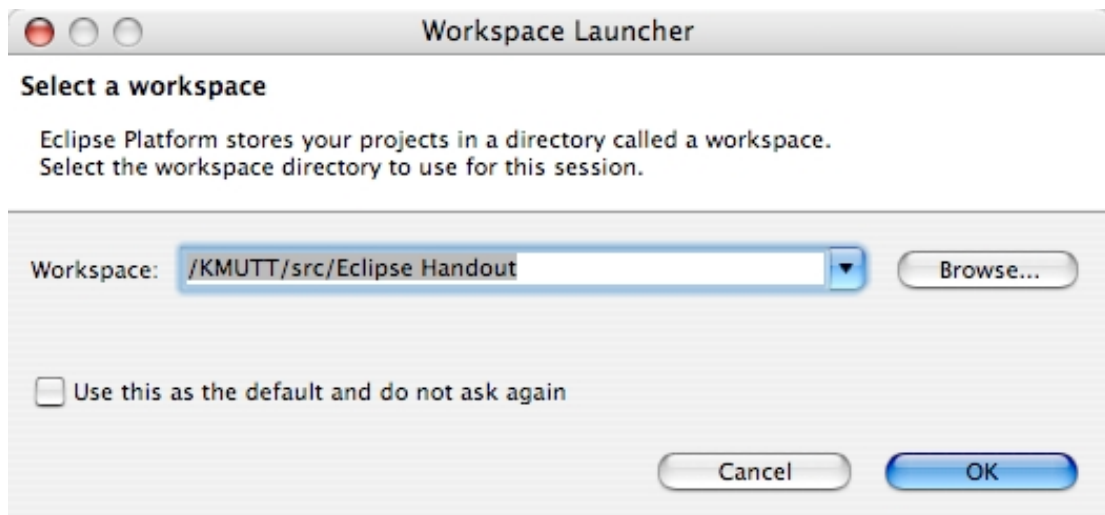 Workspace Launcher
Select a workspace
Eclipse Platform stores your projects in a directory called a workspace.
Select the workspace directory to use for this session.
Workspace: /KMUTT/src/Eclipse Handout Browse...
Use this as the default and do not ask again
Cancel OK